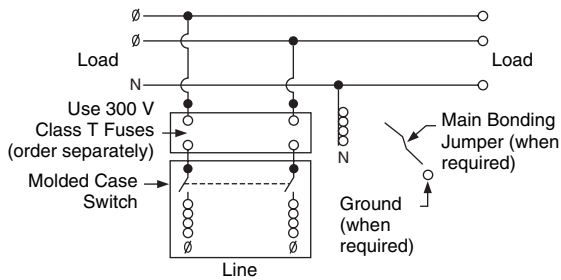 Ø
Ø
Load
Load
N
Use 300 V
Class T Fuses
(order separately)
N
Main Bonding
Jumper (when
required)
Molded Case
Switch
Ground
(when
required)
Ø
Ø
Line